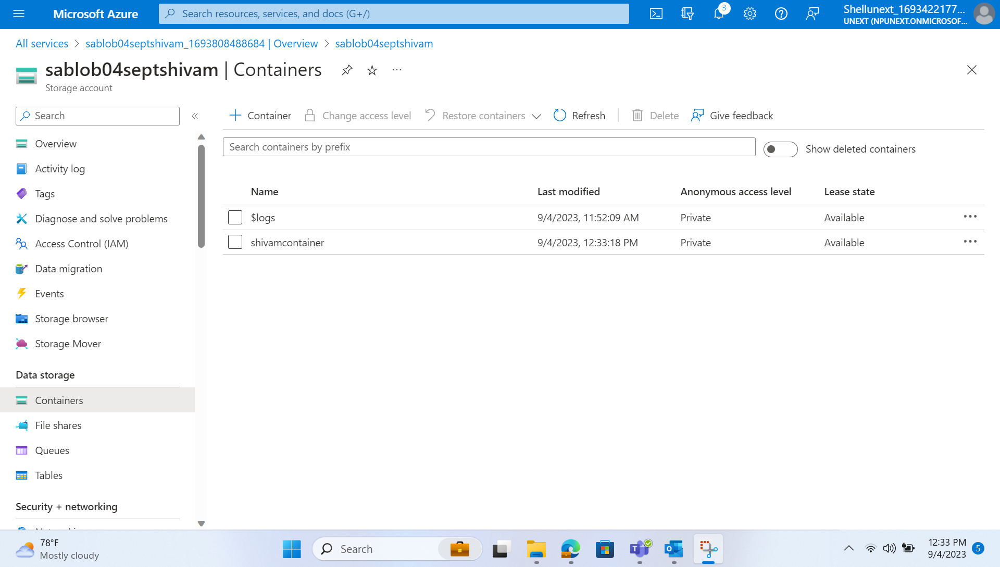 Microsoft Azure
Search resources, services, and docs (G+/)
3
Shellunext_1693422177...
UNEXT (NPUNEXT.ONMICROSOF...
All services > sablob04septshivam_1693808488684 | Overview > sablob04septshivam
sablob04septshivam | Containers
Storage account
Search
Container
Change access level
Restore containers
Refresh
Delete
Give feedback
Search containers by prefix
Show deleted containers
Name Last modified Anonymous access level Lease state
$logs 9/4/2023, 11:52:09 AM Private Available
shivamcontainer 9/4/2023, 12:33:18 PM Private Available
Overview
Activity log
Tags
Diagnose and solve problems
Access Control (IAM)
Data migration
Events
Storage browser
Storage Mover
Data storage
Containers
File shares
Queues
Tables
Security + networking
78°F
Mostly cloudy
Search
12:33 PM
9/4/2023
5